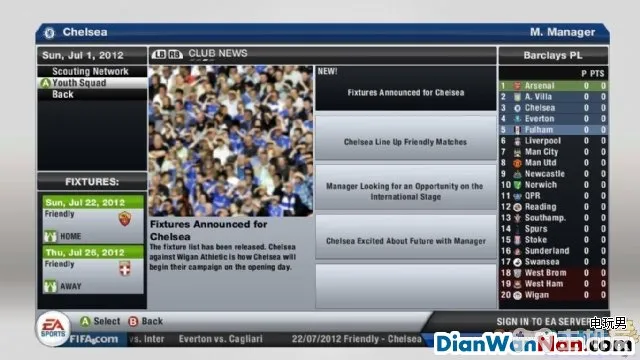 Chelsea
M. Manager
Sun, Jul 1, 2012
LB RB CLUB NEWS
Barclays PL
Scouting Network
A Youth Squad
Back
FIXTURES:
Sun, Jul 22, 2012
Friendly
HOME
Thu, Jul 26, 2012
Friendly
AWAY
Fixtures Announced for
Chelsea
The fixture list has been released. Chelsea
against Wigan Athletic is how Chelsea will
begin their campaign on the opening day.
NEW!
Fixtures Announced for Chelsea
Chelsea Line Up Friendly Matches
Manager Looking for an Opportunity on the
International Stage
Chelsea Excited About Future with Manager
P PTS
1 Arsenal 0 0
2 A. Villa 0 0
3 Chelsea 0 0
4 Everton 0 0
5 Fulham 0 0
6 Liverpool 0 0
7 Man City 0 0
8 Man Utd 0 0
9 Newcastle 0 0
10 Norwich 0 0
11 QPR 0 0
12 Reading 0 0
13 Southamp. 0 0
14 Spurs 0 0
15 Stoke 0 0
16 Sunderland 0 0
17 Swansea 0 0
18 West Brom 0 0
19 West Ham 0 0
20 Wigan 0 0
EA SPORTS
A Select B Back
SIGN IN TO EA SERVER
FIFA.com vs. Inter Everton vs. Cagliari 22/07/2012 Friendly - Chelsea
电玩男
DianWanNan.com